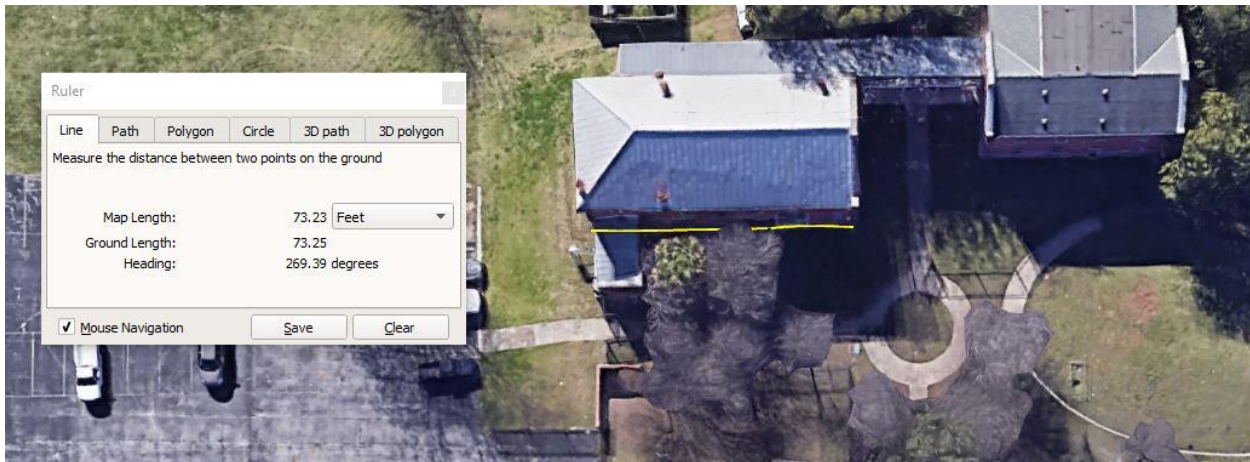 Ruler
Line Path Polygon Circle 3D path 3D polygon
Measure the distance between two points on the ground
Map Length: 73.23 Feet
Ground Length: 73.25
Heading: 269.39 degrees
Mouse Navigation Save Clear